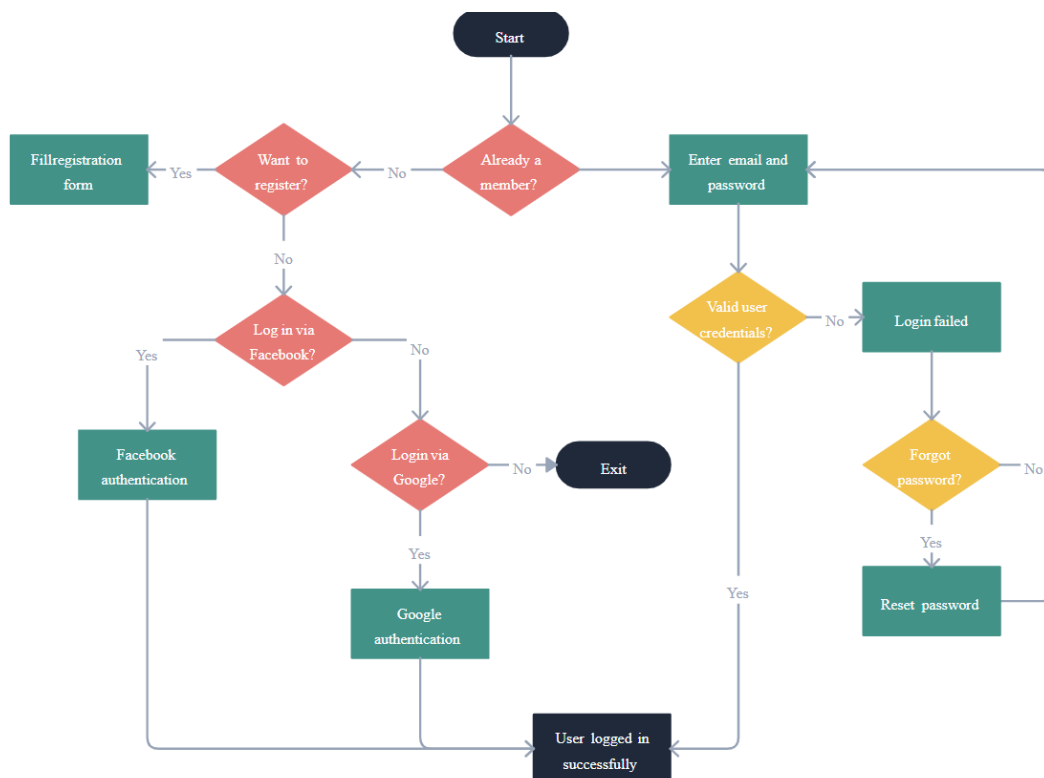 Start
Fillregistration
form
Yes
Want to
register?
No
Already a
member?
Enter email and
password
No
Valid user
credentials?
No
Login failed
Log in via
Facebook?
Yes
No
Facebook
authentication
Login via
Google?
No
Exit
Forgot
password?
No
Yes
Yes
Yes
Google
authentication
Reset password
User logged in
successfully